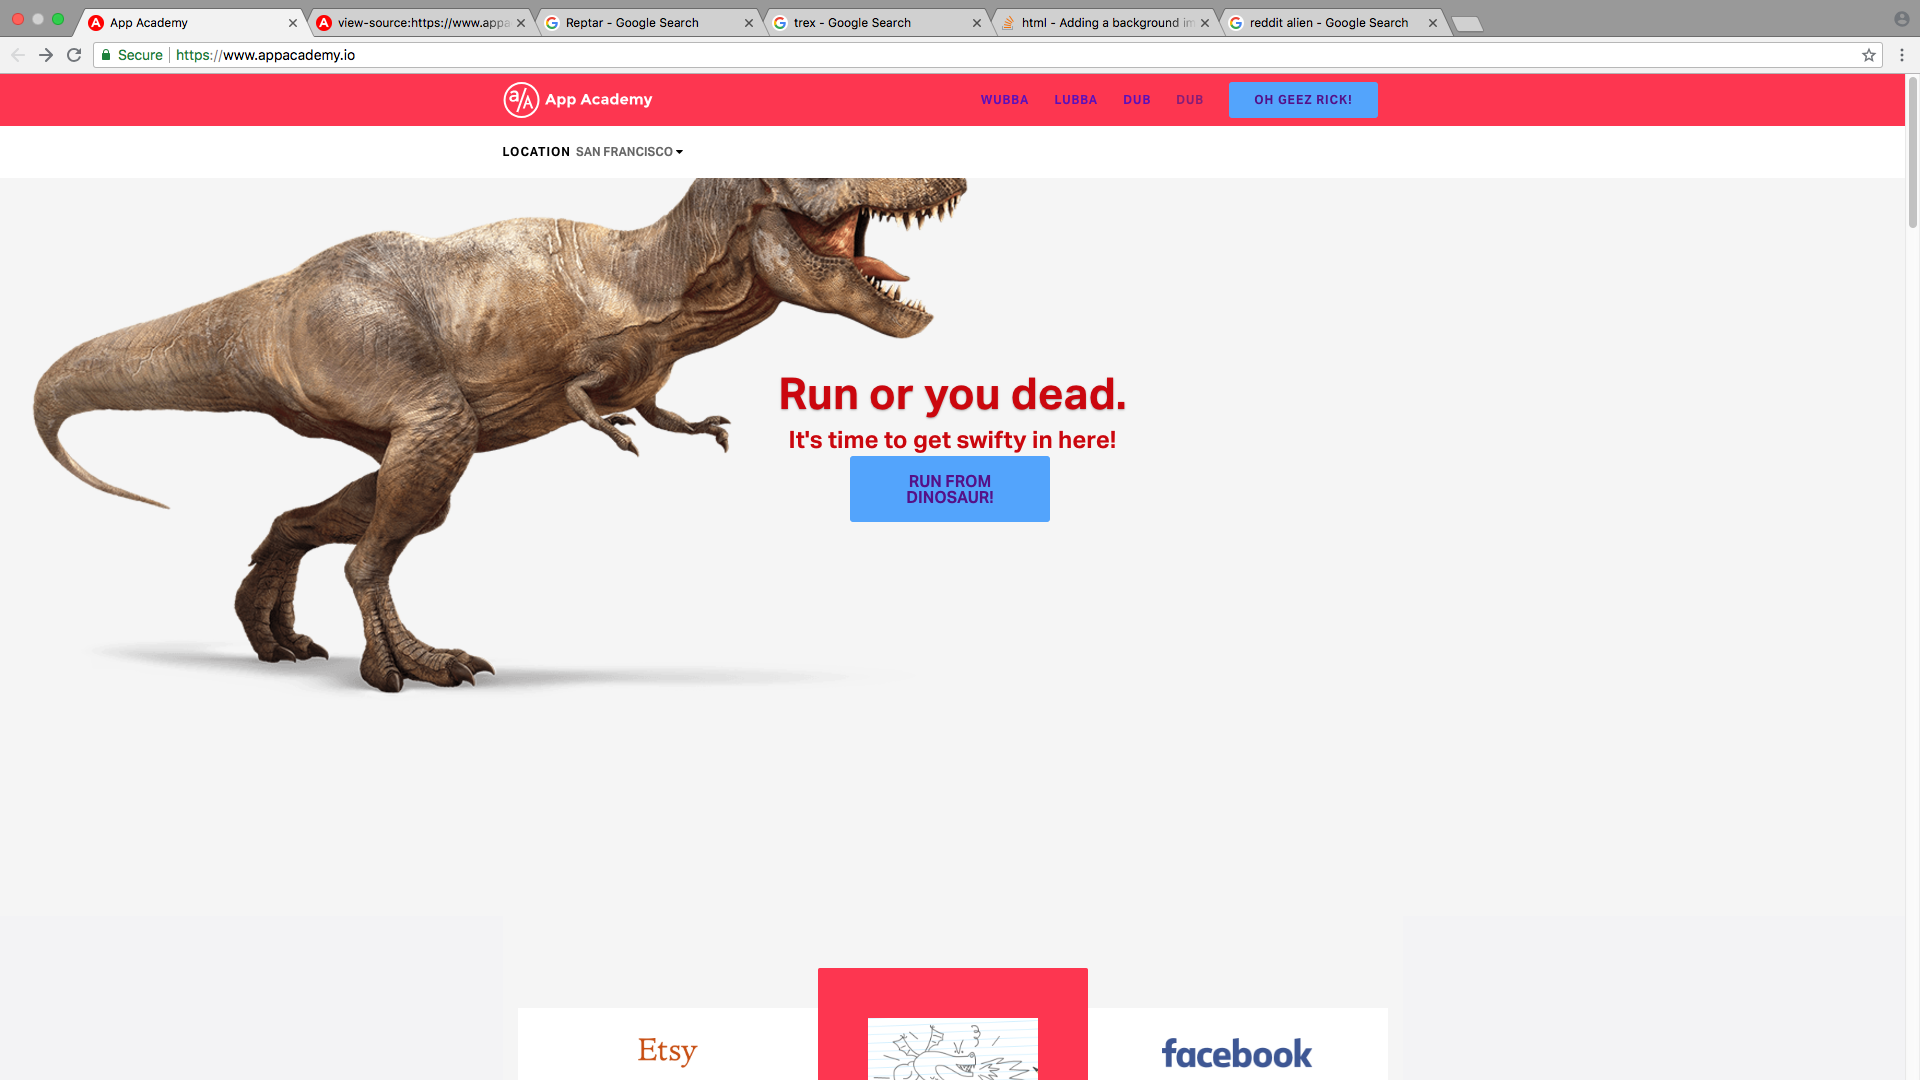 App Academy
view-source:https://www.appa
Reptar - Google Search
trex - Google Search
html - Adding a background im
reddit alien - Google Search
Secure https://www.appacademy.io
a/A App Academy
WUBBA LUBBA DUB DUB OH GEEZ RICK!
LOCATION SAN FRANCISCO
Run or you dead.
It's time to get swifty in here!
RUN FROM
DINOSAUR!
Etsy
facebook